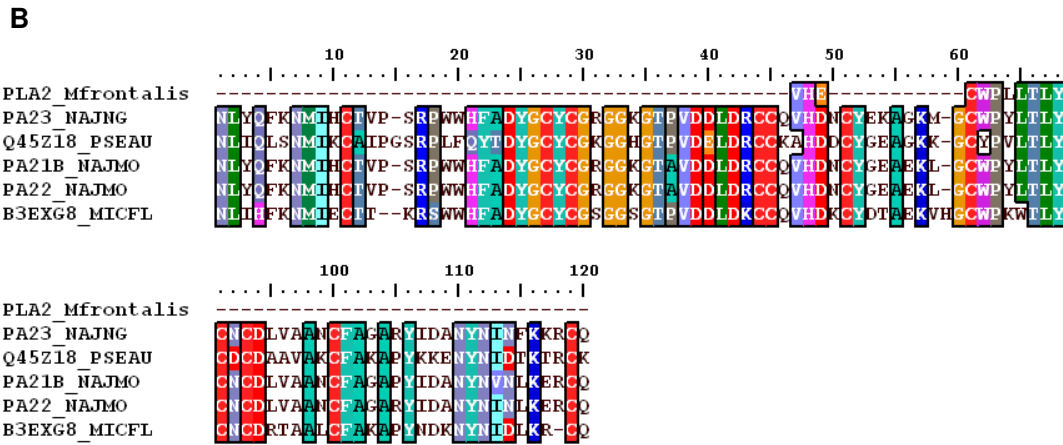 B
10 20 30 40 50 60
PLA2_Mfrontalis ----------------------------------------------VHE-----------CWPLLTLY
PA23_NAJNG NLYQFKNMIHCTVP-SRPWWHFADYGCYCGRGGKGTPVDDLDRCCQVHDNCYEKAGKM-GCWPYLTLY
Q45Z18_PSEAU NLIQLSNMIKCAIPGSRPLFQYTDYGCYCGKGGHGTPVDELDRCCKAHDDCYGEAGKK-GCYPVLTLY
PA21B_NAJMO NLYQFKNMIHCTVP-SRPWWHFADYGCYCGRGGKGTAVDDLDRCCQVHDNCYGEAEKL-GCWPYLTLY
PA22_NAJMO NLYQFKNMIHCTVP-SRPWWHFADYGCYCGRGGKGTAVDDLDRCCQVHDNCYGEAEKL-GCWPYLTLY
B3EXG8_MICFL NLIHFKNMIECTT--KRSWWHFADYGCYCGSGGSGTPVDDLDKCCQVHDKCYDTAEKVHGCWPKWTLY
100 110 120
PLA2_Mfrontalis ------------------------------
PA23_NAJNG CNCDLVAANCFAGARYIDANYNINFKKRCQ
Q45Z18_PSEAU CDCDAAVAKCFAKAPYKKENYNIDTKTRCK
PA21B_NAJMO CNCDLVAANCFAGAPYIDANYNVNLKERCQ
PA22_NAJMO CNCDLVAANCFAGARYIDANYNINLKERCQ
B3EXG8_MICFL CNCDRTAALCFAKAPYNDKNYNIDLKR-CQ